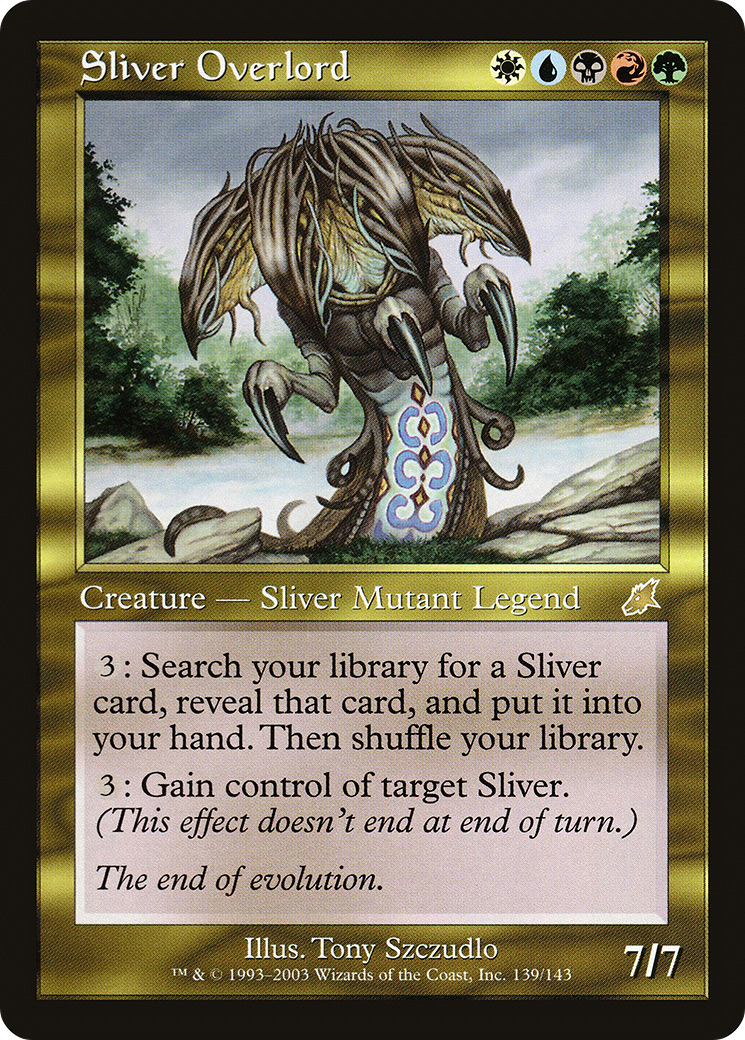 Sliver Overlord
Creature — Sliver Mutant Legend
3: Search your library for a Sliver
card, reveal that card, and put it into
your hand. Then shuffle your library.
3: Gain control of target Sliver.
(This effect doesn't end at end of turn.)
The end of evolution.
Illus. Tony Szczudlo
7/7
™ & © 1993–2003 Wizards of the Coast, Inc. 139/143